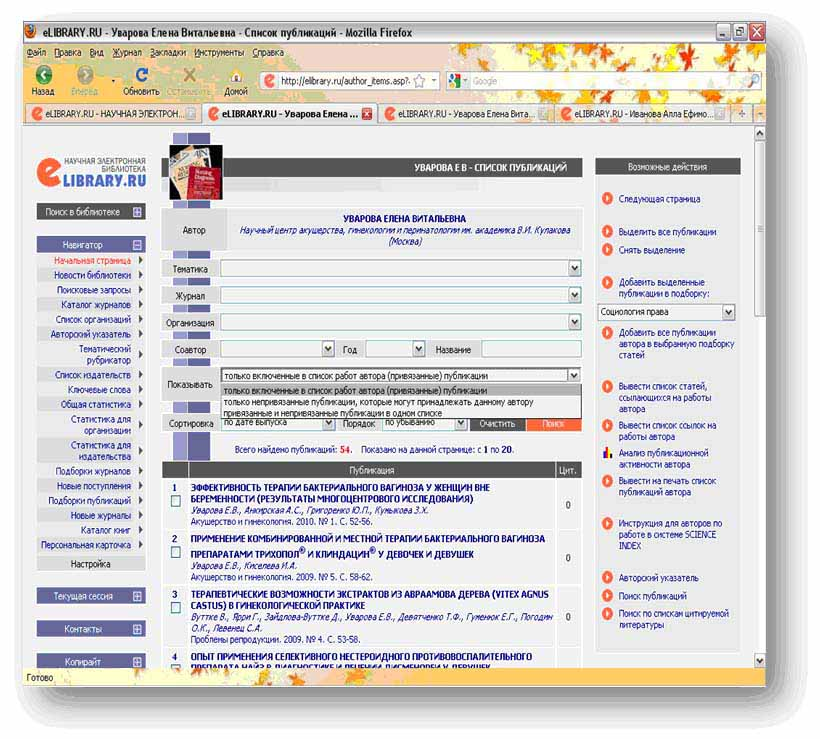 eLIBRARY.RU - Уварова Елена Витальевна - Список публикаций - Mozilla Firefox
Файл Правка Вид Журнал Закладки Инструменты Справка
Назад Вперёд Обновить Остановить Домой
http://elibrary.ru/author_items.asp?
Google
eLIBRARY.RU - НАУЧНАЯ ЭЛЕКТРОН...
eLIBRARY.RU - Уварова Елена ...
eLIBRARY.RU - Уварова Елена Вита...
eLIBRARY.RU - Иванова Алла Ефимо...
НАУЧНАЯ ЭЛЕКТРОННАЯ
БИБЛИОТЕКА
eLIBRARY.RU
Поиск в библиотеке
Навигатор
Начальная страница
Новости библиотеки
Поисковые запросы
Каталог журналов
Список организаций
Авторский указатель
Тематический
рубрикатор
Список издательств
Ключевые слова
Общая статистика
Статистика для
организации
Статистика для
издательства
Подборки журналов
Новые поступления
Подборки публикаций
Новые журналы
Каталог книг
Персональная карточка
Настройка
Текущая сессия
Контакты
Копирайт
УВАРОВА Е В - СПИСОК ПУБЛИКАЦИЙ
Автор
УВАРОВА ЕЛЕНА ВИТАЛЬЕВНА
Научный центр акушерства, гинекологии и перинатологии им. академика В.И. Кулакова
(Москва)
Тематика
Журнал
Организация
Соавтор Год Название
Показывать
только включенные в список работ автора (привязанные) публикации
только включенные в список работ автора (привязанные) публикации
только непривязанные публикации, которые могут принадлежать данному автору
привязанные и непривязанные публикации в одном списке
Сортировка по дате выпуска Порядок по убыванию Очистить Поиск
Всего найдено публикаций: 54. Показано на данной странице: с 1 по 20.
Публикация Цит.
1 ЭФФЕКТИВНОСТЬ ТЕРАПИИ БАКТЕРИАЛЬНОГО ВАГИНОЗА У ЖЕНЩИН ВНЕ
БЕРЕМЕННОСТИ (РЕЗУЛЬТАТЫ МНОГОЦЕНТРОВОГО ИССЛЕДОВАНИЯ)
Уварова Е.В., Анкирская А.С., Григоренко Ю.П., Кумыкова З.Х.
Акушерство и гинекология. 2010. № 1. С. 52-56.
0
2 ПРИМЕНЕНИЕ КОМБИНИРОВАННОЙ И МЕСТНОЙ ТЕРАПИИ БАКТЕРИАЛЬНОГО ВАГИНОЗА
ПРЕПАРАТАМИ ТРИХОПОЛ® И КЛИНДАЦИН® У ДЕВОЧЕК И ДЕВУШЕК
Уварова Е.В., Киселева И.А.
Акушерство и гинекология. 2009. № 5. С. 58-62.
0
3 ТЕРАПЕВТИЧЕСКИЕ ВОЗМОЖНОСТИ ЭКСТРАКТОВ ИЗ АВРААМОВА ДЕРЕВА (VITEX AGNUS
CASTUS) В ГИНЕКОЛОГИЧЕСКОЙ ПРАКТИКЕ
Вуттке В., Ярри Г., Зайдлова-Вуттке Д., Уварова Е.В., Девятченко Т.Ф., Гуменюк Е.Г., Погодин
О.К., Левенец С.А.
Проблемы репродукции. 2009. № 4. С. 53-58.
0
4 ОПЫТ ПРИМЕНЕНИЯ СЕЛЕКТИВНОГО НЕСТЕРОИДНОГО ПРОТИВОВОСПАЛИТЕЛЬНОГО
ПРЕПАРАТА НАЙЗ В ДИАГНОСТИКЕ И ЛЕЧЕНИИ ДИСМЕНОРЕИ У ДЕВУШЕК
Возможные действия
Следующая страница
Выделить все публикации
Снять выделение
Добавить выделенные
публикации в подборку:
Социология права
Добавить все публикации
автора в выбранную подборку
статей
Вывести список статей,
ссылающихся на работы
автора
Вывести список ссылок на
работы автора
Анализ публикационной
активности автора
Вывести на печать список
публикаций автора
Инструкция для авторов по
работе в системе SCIENCE
INDEX
Авторский указатель
Поиск публикаций
Поиск по спискам цитируемой
литературы
Готово